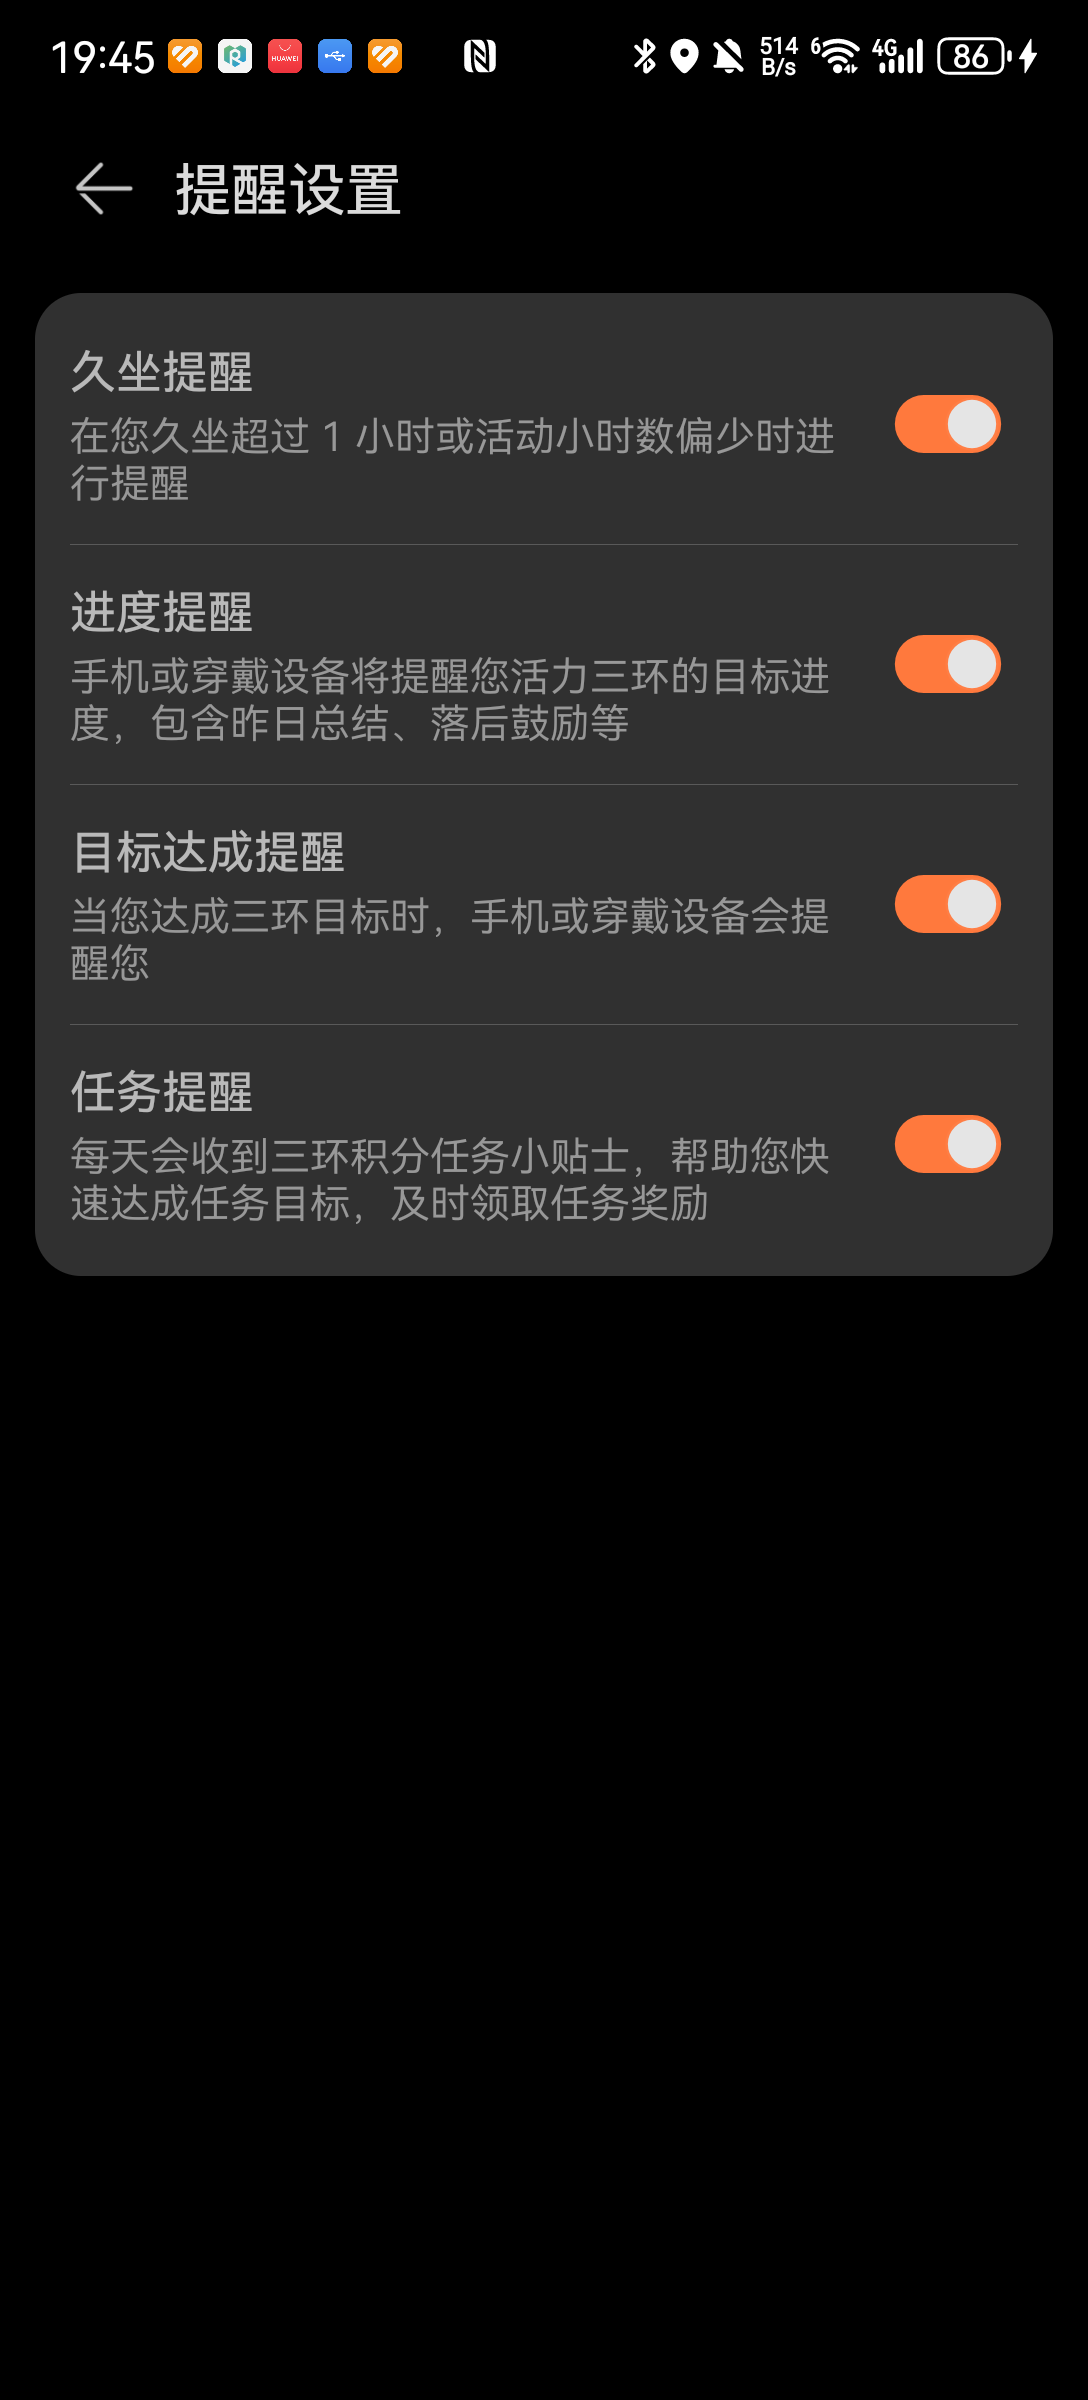 19:45
HUAWEI
514
B/s
6
4G
86
提醒设置
久坐提醒
在您久坐超过 1 小时或活动小时数偏少时进
行提醒
进度提醒
手机或穿戴设备将提醒您活力三环的目标进
度，包含昨日总结、落后鼓励等
目标达成提醒
当您达成三环目标时，手机或穿戴设备会提
醒您
任务提醒
每天会收到三环积分任务小贴士，帮助您快
速达成任务目标，及时领取任务奖励